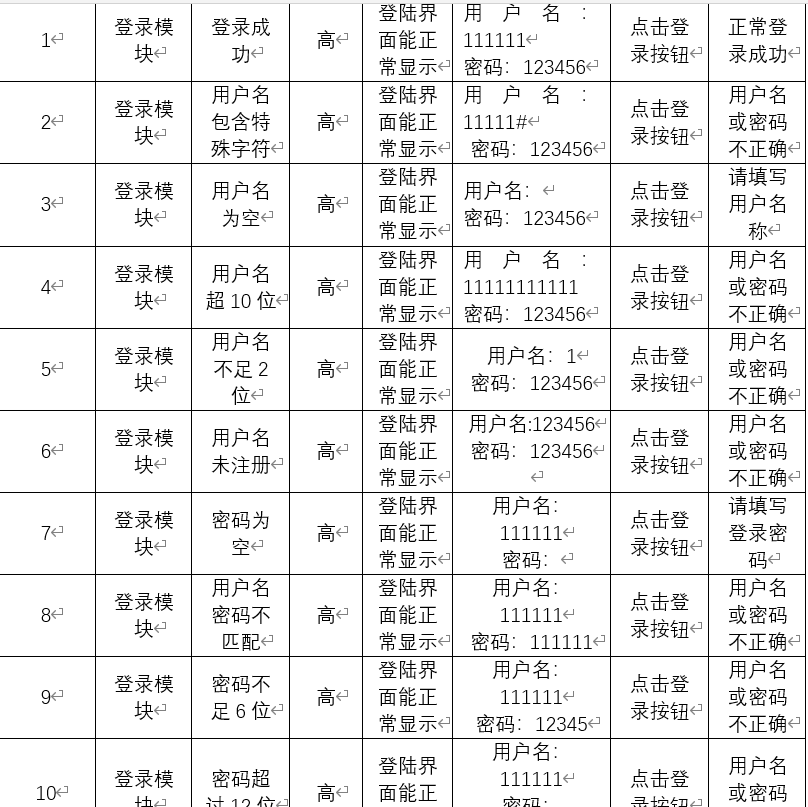 1
登录模
块
登录成
功
高
登陆界
面能正
常显示
用户名：
111111
密码：123456
点击登
录按钮
正常登
录成功
2
登录模
块
用户名
包含特
殊字符
高
登陆界
面能正
常显示
用户名：
11111#
密码：123456
点击登
录按钮
用户名
或密码
不正确
3
登录模
块
用户名
为空
高
登陆界
面能正
常显示
用户名：
密码：123456
点击登
录按钮
请填写
用户名
称
4
登录模
块
用户名
超 10 位
高
登陆界
面能正
常显示
用户名：
11111111111
密码：123456
点击登
录按钮
用户名
或密码
不正确
5
登录模
块
用户名
不足 2
位
高
登陆界
面能正
常显示
用户名：1
密码：123456
点击登
录按钮
用户名
或密码
不正确
6
登录模
块
用户名
未注册
高
登陆界
面能正
常显示
用户名:123456
密码：123456
点击登
录按钮
用户名
或密码
不正确
7
登录模
块
密码为
空
高
登陆界
面能正
常显示
用户名：
111111
密码：
点击登
录按钮
请填写
登录密
码
8
登录模
块
用户名
密码不
匹配
高
登陆界
面能正
常显示
用户名：
111111
密码：111111
点击登
录按钮
用户名
或密码
不正确
9
登录模
块
密码不
足 6 位
高
登陆界
面能正
常显示
用户名：
111111
密码：12345
点击登
录按钮
用户名
或密码
不正确
10
登录模
块
密码超
过 12 位
高
登陆界
面能正
用户名：
111111
密码：
点击登
录按钮
用户名
或密码